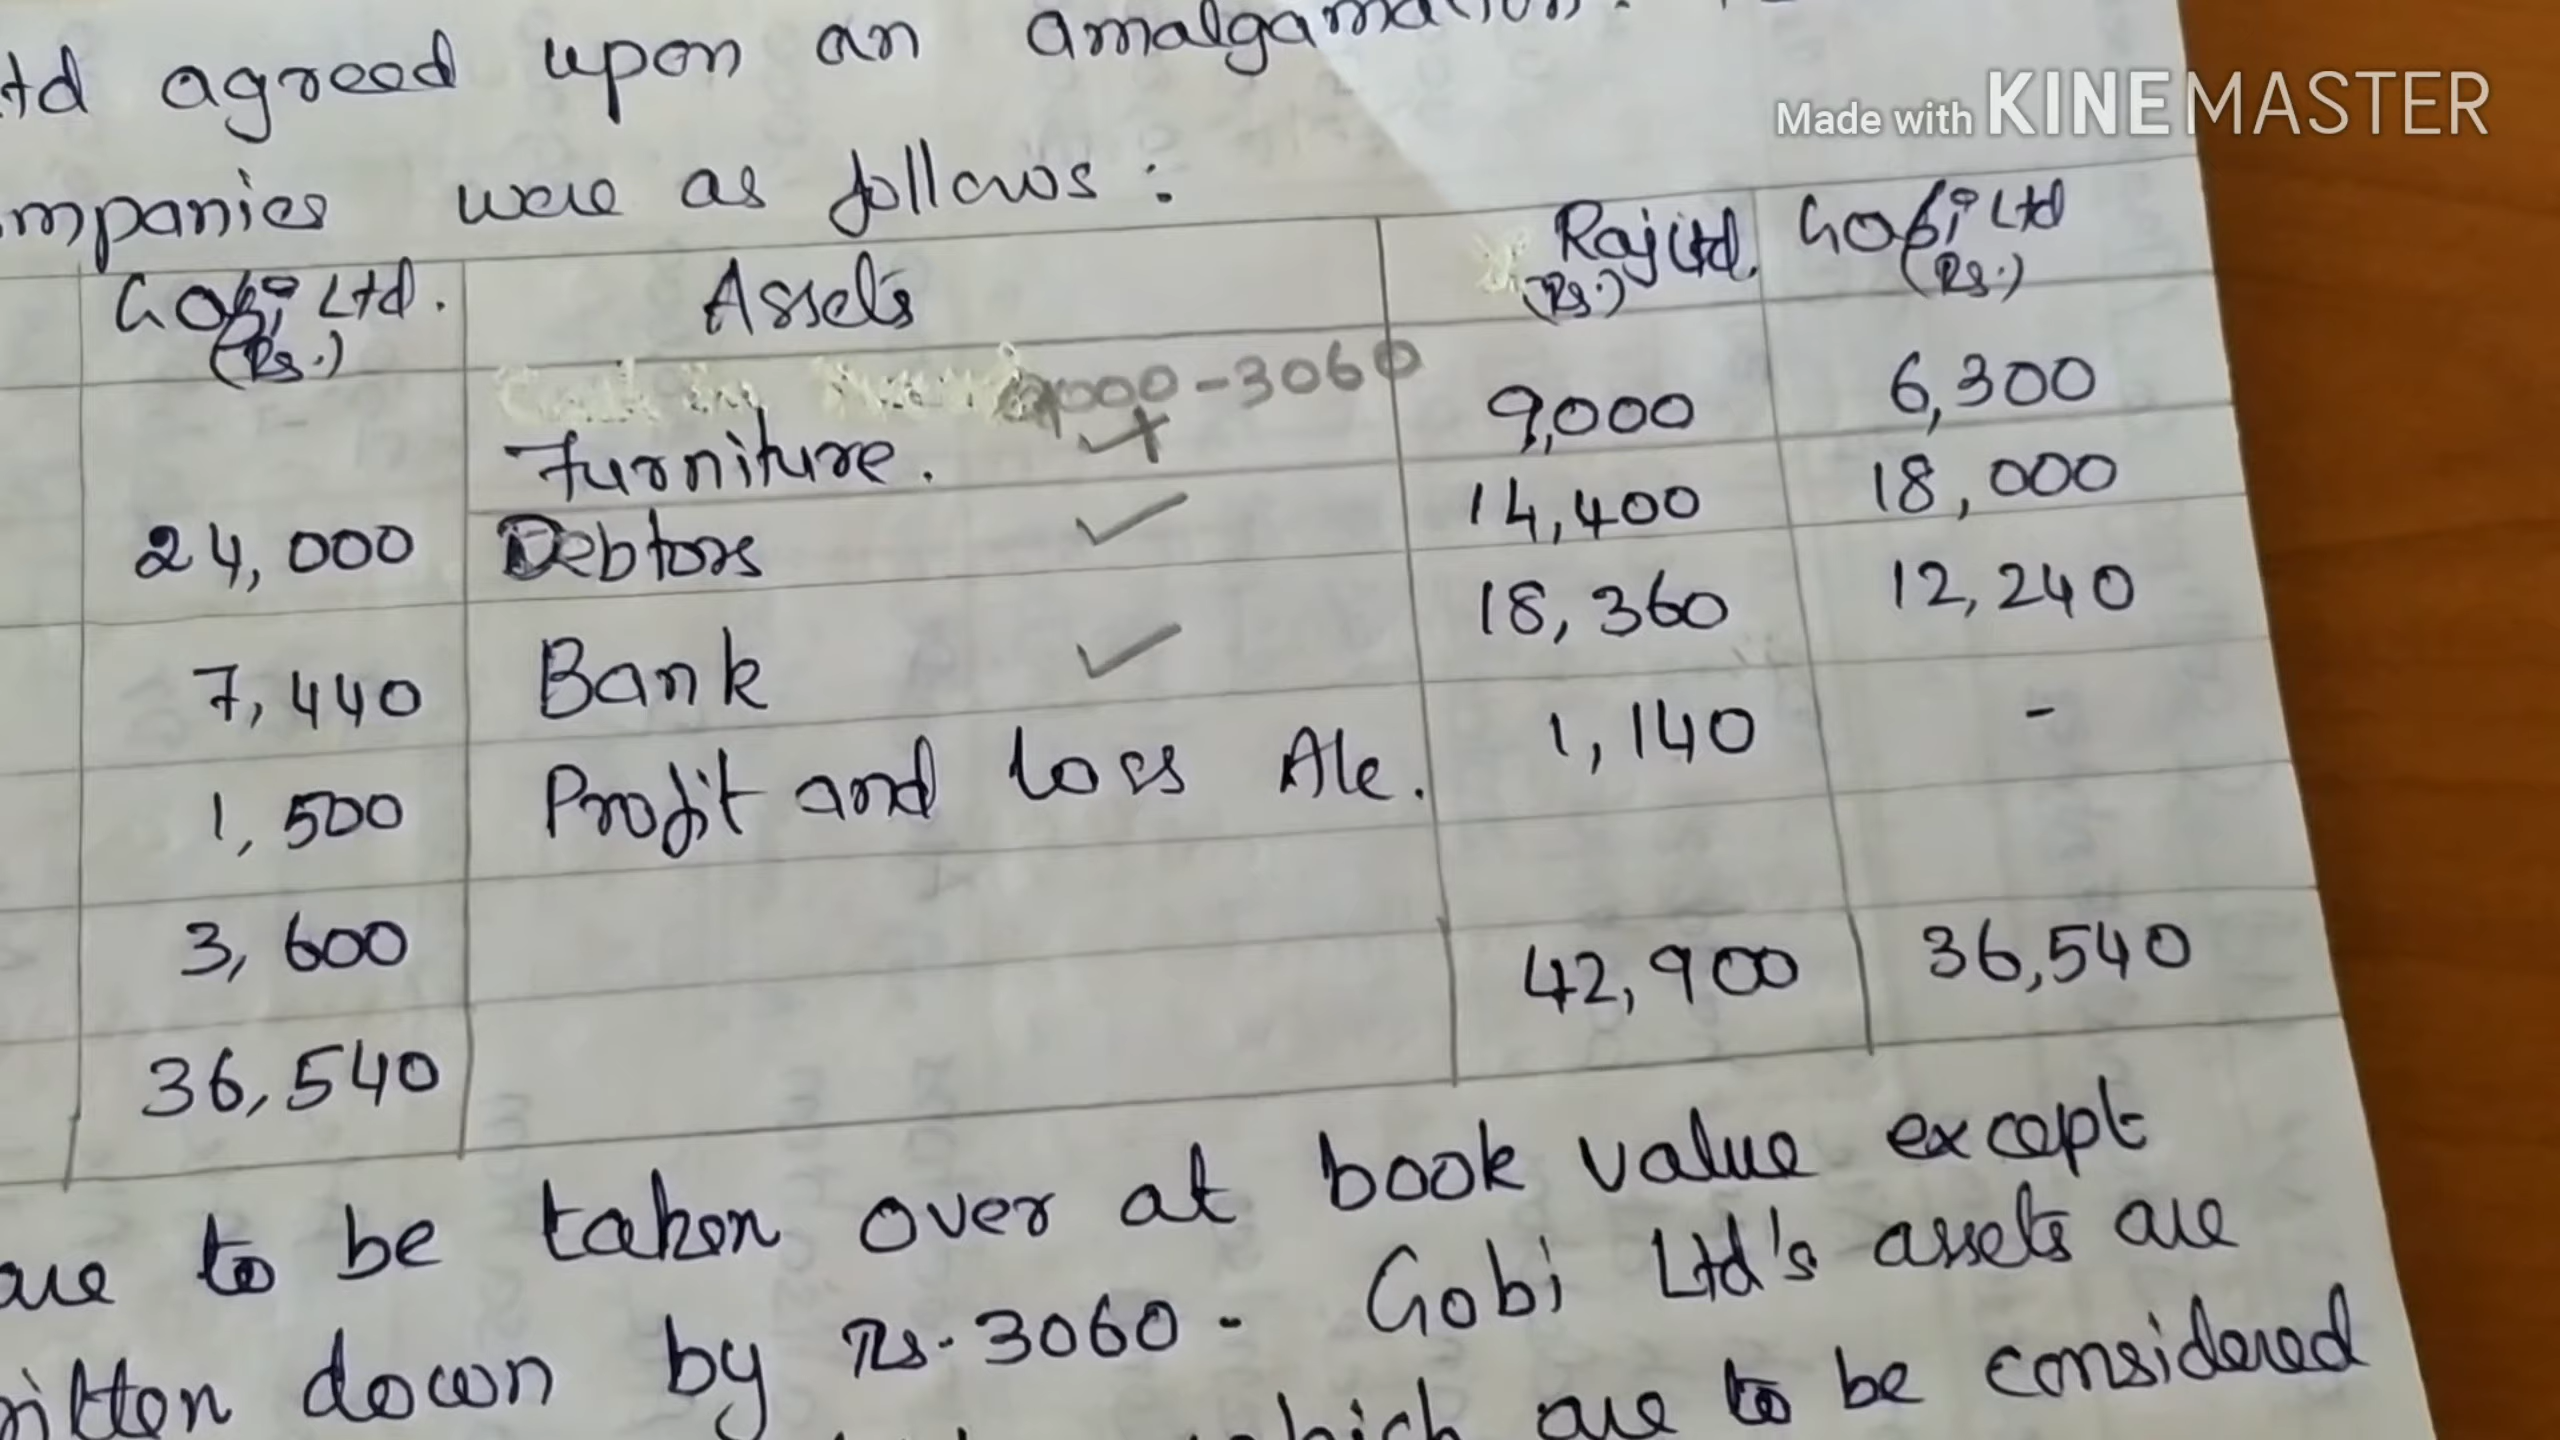 td agreed upon an amalgamation.
Made with KINEMASTER
mpanies were as follows :
Gobi Ltd. (Rs.) Assets Raj Ltd. (Rs.) Gobi Ltd (Rs.)
9000-3060
Furniture. 9,000 6,300
24,000 Debtors 14,400 18,000
7,440 Bank 18,360 12,240
1,500 Profit and loss A/c. 1,140 -
3,600
42,900 36,540
36,540
are to be taken over at book value except
ritten down by Rs. 3060 - Gobi Ltd's assets are
which are to be considered